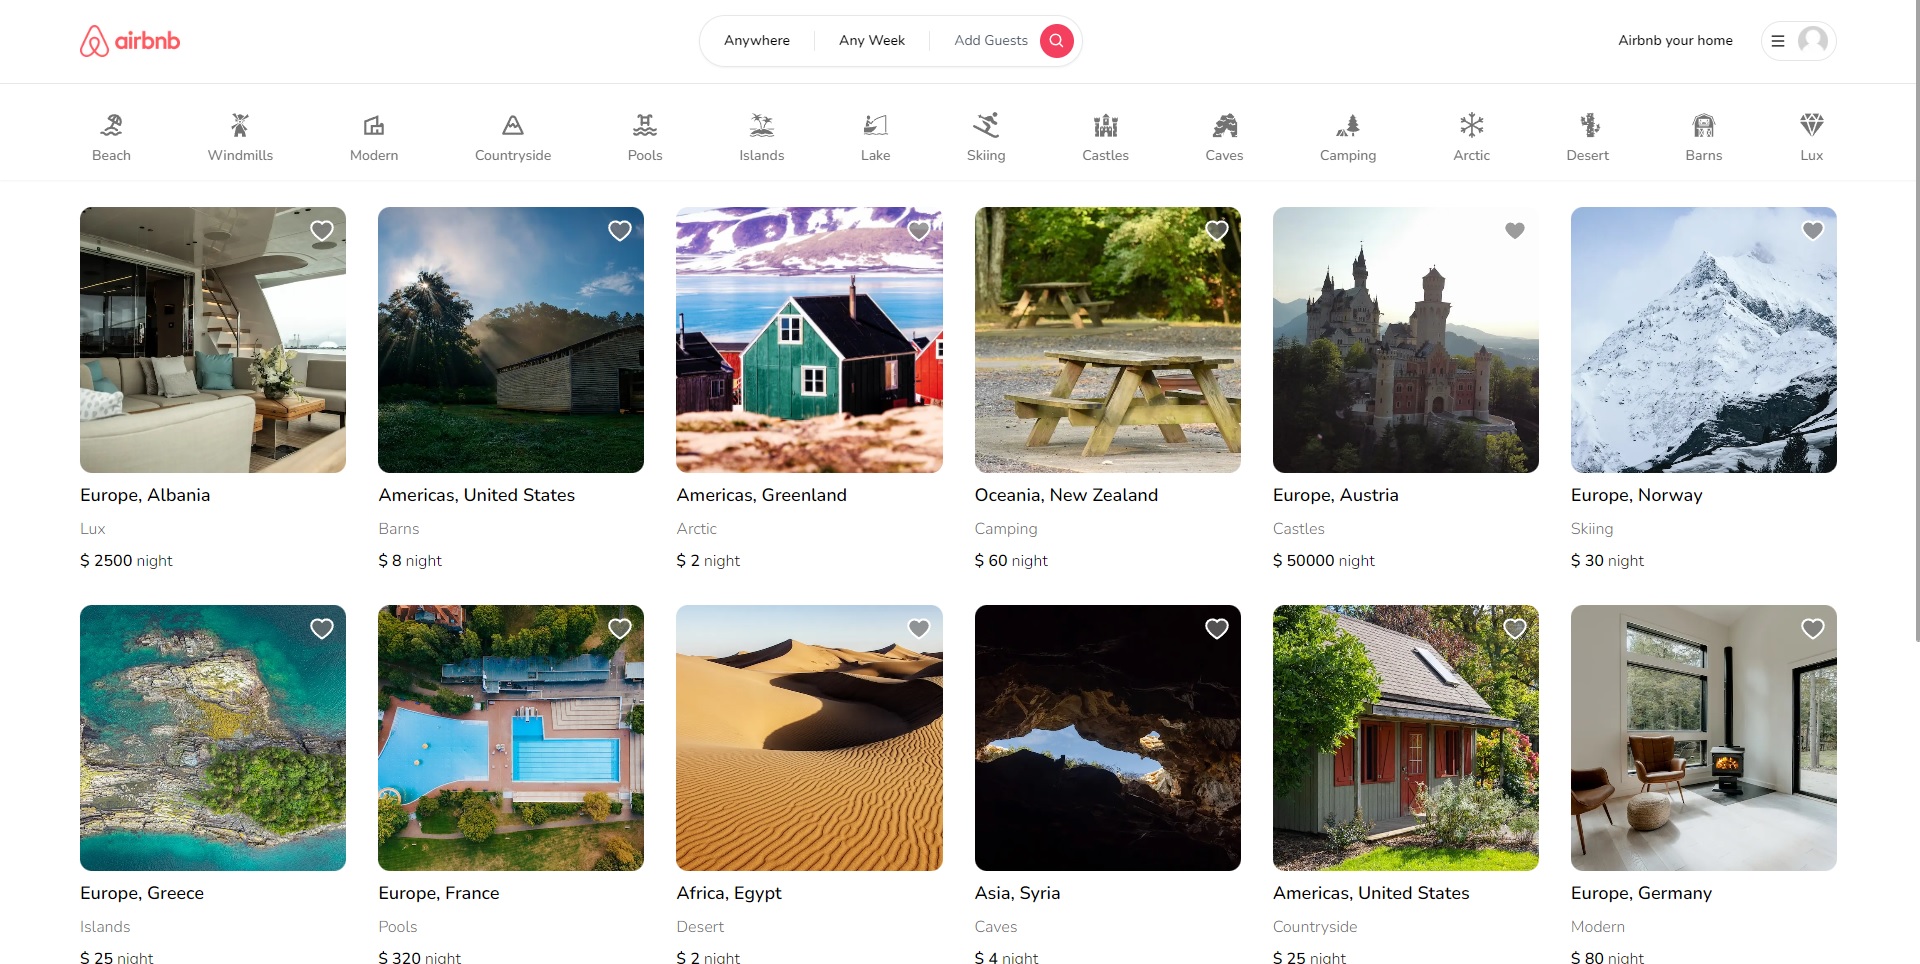 airbnb Anywhere Any Week Add Guests Airbnb your home
Beach Windmills Modern Countryside Pools Islands Lake Skiing Castles Caves Camping Arctic Desert Barns Lux
Europe, Albania Americas, United States Americas, Greenland Oceania, New Zealand Europe, Austria Europe, Norway
Lux Barns Arctic Camping Castles Skiing
$ 2500 night $ 8 night $ 2 night $ 60 night $ 50000 night $ 30 night
Europe, Greece Europe, France Africa, Egypt Asia, Syria Americas, United States Europe, Germany
Islands Pools Desert Caves Countryside Modern
$ 25 night $ 320 night $ 2 night $ 4 night $ 25 night $ 80 night